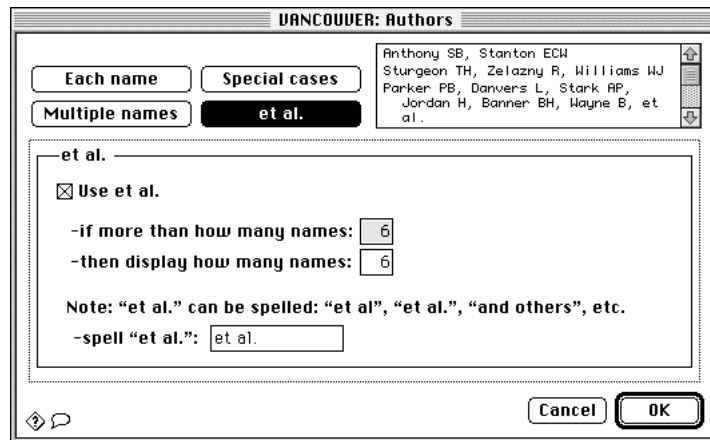 VANCOUVER: Authors
Each name
Special cases
Multiple names
et al.
Anthony SB, Stanton ECW
Sturgeon TH, Zelazny R, Williams WJ
Parker PB, Danvers L, Stark AP,
Jordan H, Banner BH, Wayne B, et
al.
et al.
Use et al.
-if more than how many names: 6
-then display how many names: 6
Note: “et al.” can be spelled: “et al”, “et al.”, “and others”, etc.
-spell “et al.”: et al.
Cancel
OK